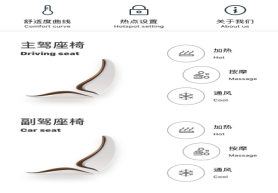 舒适度曲线
Comfort curve
热点设置
Hotspot setting
关于我们
About us
主驾座椅
Driving seat
加热
Hot
按摩
Massage
通风
Cool
副驾座椅
Car seat
加热
Hot
按摩
Massage
通风
Cool